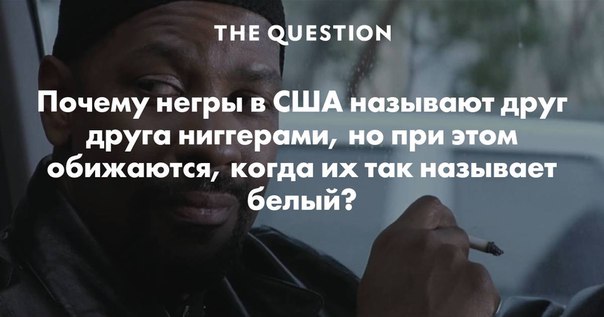 THE QUESTION
Почему негры в США называют друг
друга ниггерами, но при этом
обижаются, когда их так называет
белый?